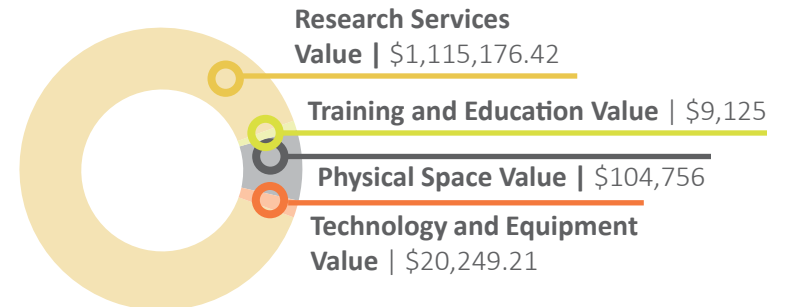 Research Services
Value | $1,115,176.42
Training and Education Value | $9,125
Physical Space Value | $104,756
Technology and Equipment
Value | $20,249.21